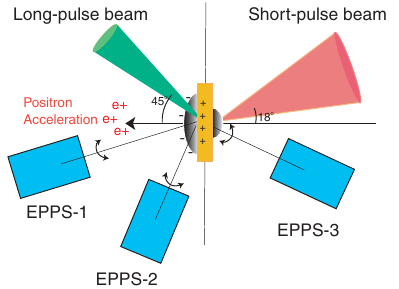 Long-pulse beam
Short-pulse beam
Positron
Acceleration
e+
e+
e+
45°
18°
-
+
+
+
+
-
-
EPPS-1
EPPS-2
EPPS-3